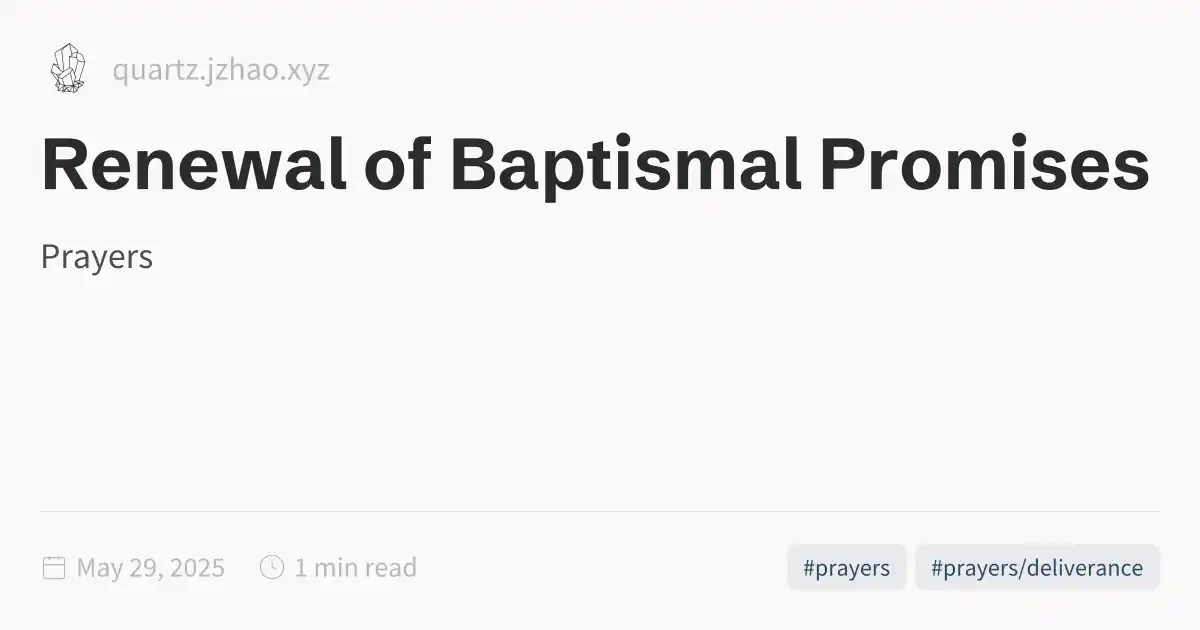 quartz.jzhao.xyz
Renewal of Baptismal Promises
Prayers
May 29, 2025 1 min read #prayers #prayers/deliverance